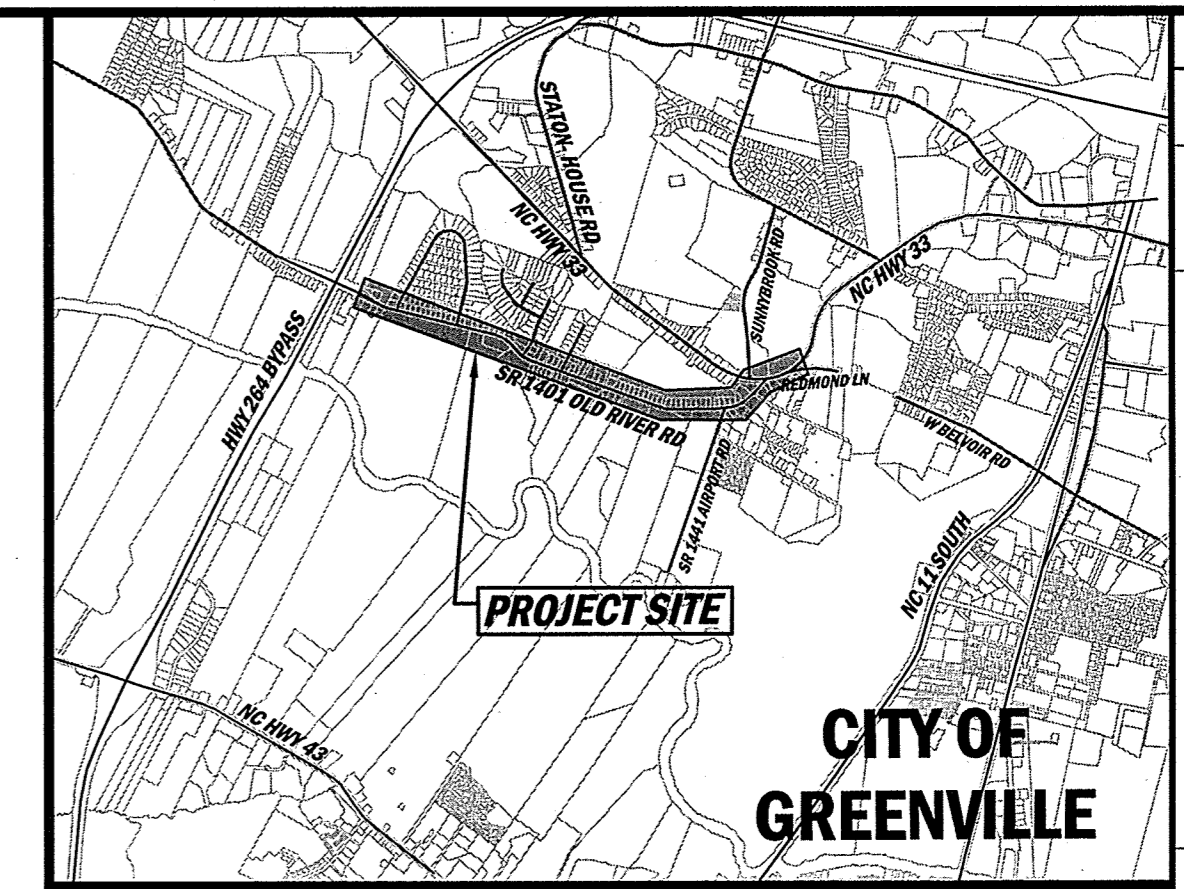 STATON- HOUSE RD
NC HWY 33
SUNNYBROOK RD
NC HWY 33
HWY 264 BYPASS
SR 1401 OLD RIVER RD
REDMOND LN
W BELVOIR RD
SR 1441 AIRPORT RD
NC 11 SOUTH
PROJECT SITE
NC HWY 43
CITY OF
GREENVILLE